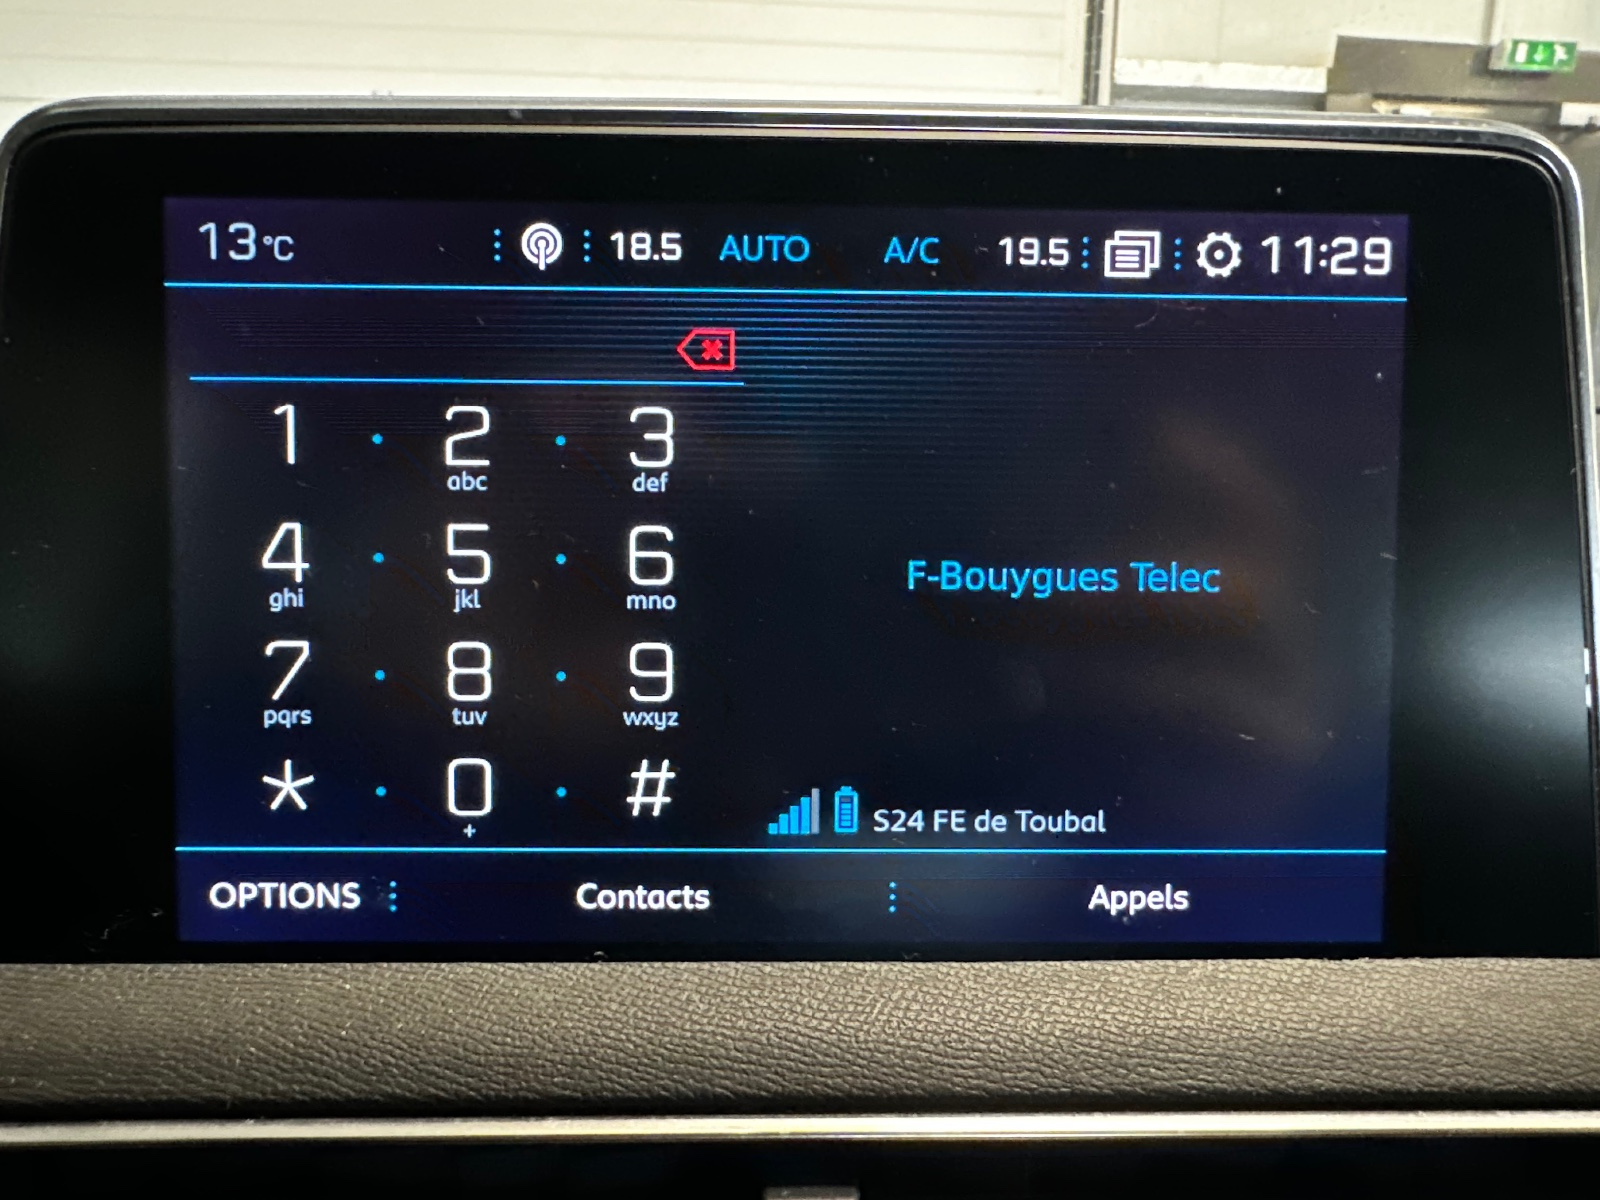 13°C 18.5 AUTO A/C 19.5 11:29
1 2 3
abc def
4 5 6
ghi jkl mno
7 8 9
pqrs tuv wxyz
* 0 #
+
F-Bouygues Telec
S24 FE de Toubal
OPTIONS Contacts Appels